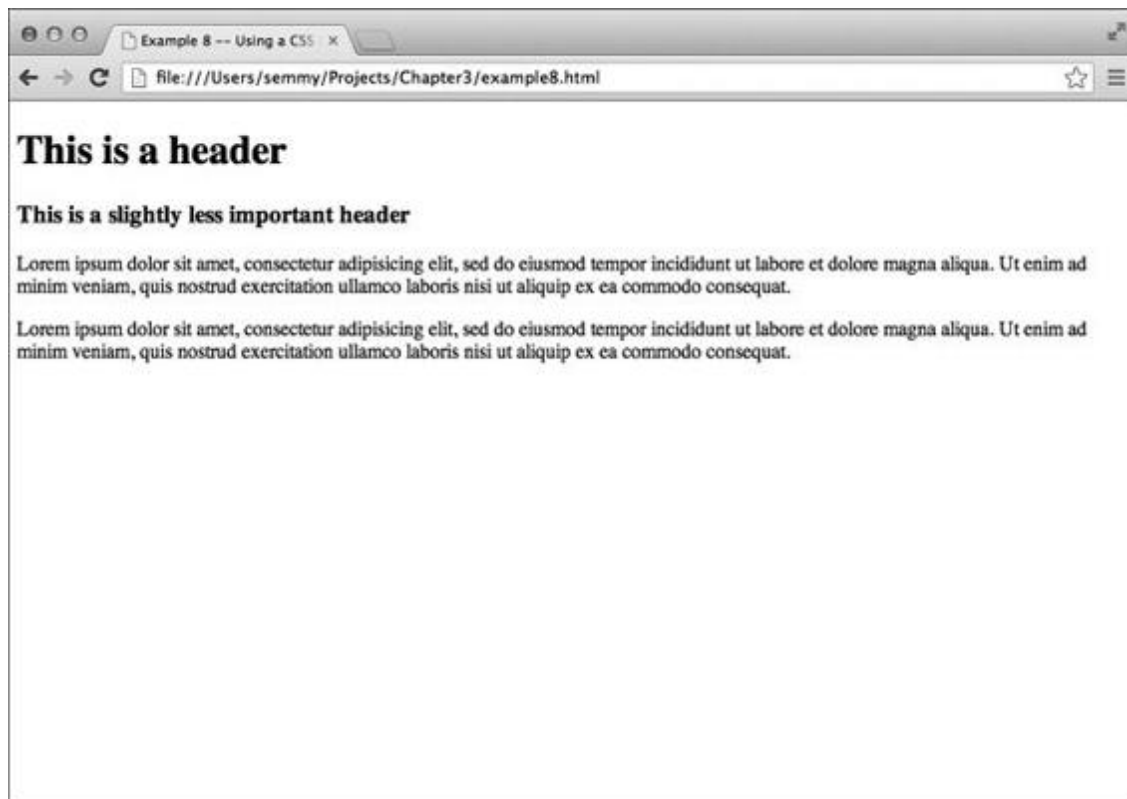 Example 8 -- Using a CSS
file:///Users/semmy/Projects/Chapter3/example8.html
This is a header
This is a slightly less important header
Lorem ipsum dolor sit amet, consectetur adipisicing elit, sed do eiusmod tempor incididunt ut labore et dolore magna aliqua. Ut enim ad
minim veniam, quis nostrud exercitation ullamco laboris nisi ut aliquip ex ea commodo consequat.
Lorem ipsum dolor sit amet, consectetur adipisicing elit, sed do eiusmod tempor incididunt ut labore et dolore magna aliqua. Ut enim ad
minim veniam, quis nostrud exercitation ullamco laboris nisi ut aliquip ex ea commodo consequat.